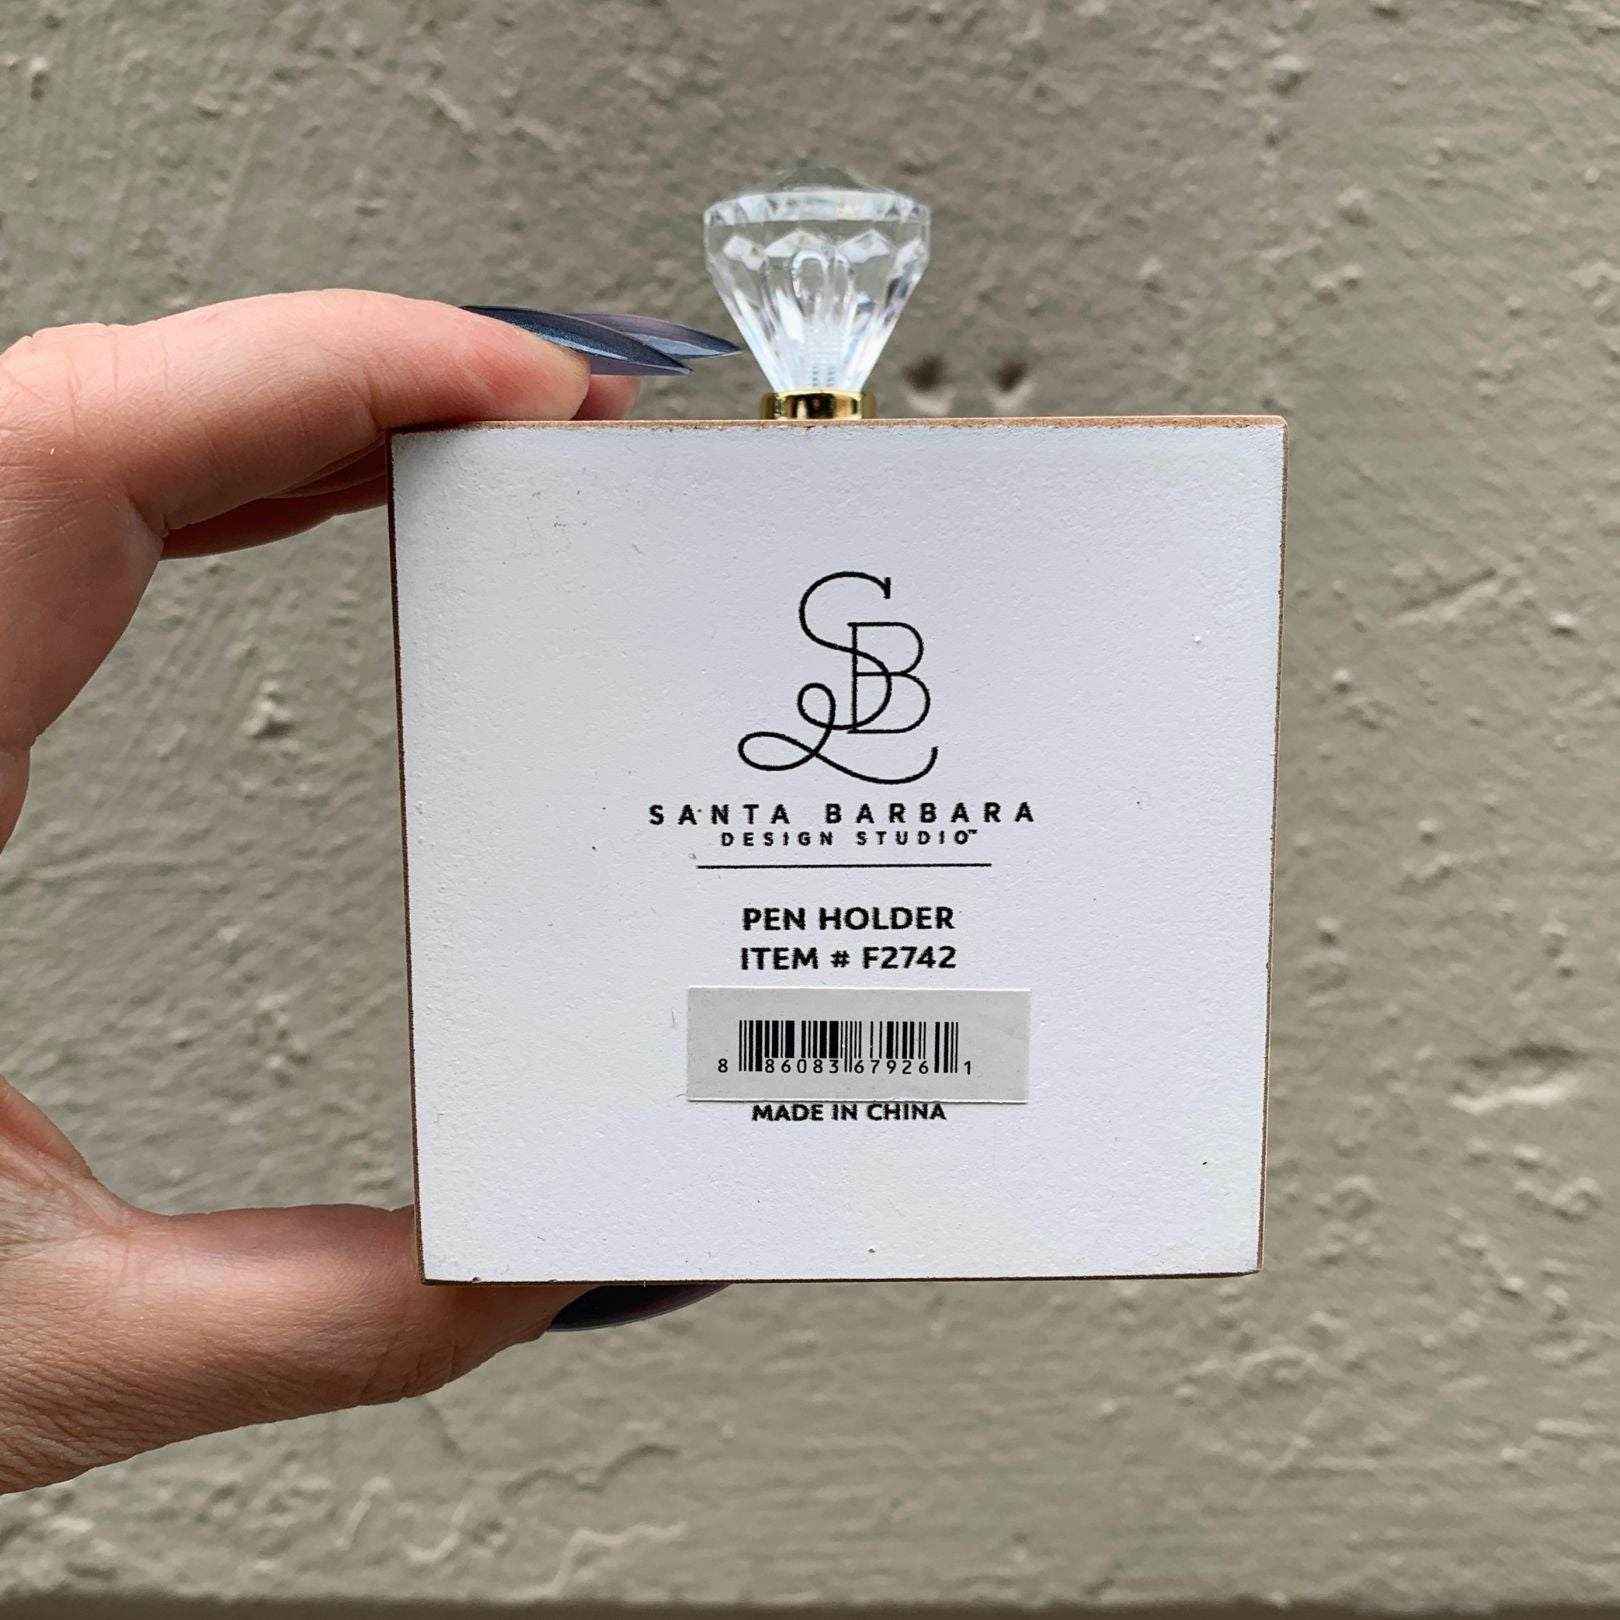 SB
SANTA BARBARA
DESIGN STUDIO™
PEN HOLDER
ITEM # F2742
8 86083 67926 1
MADE IN CHINA